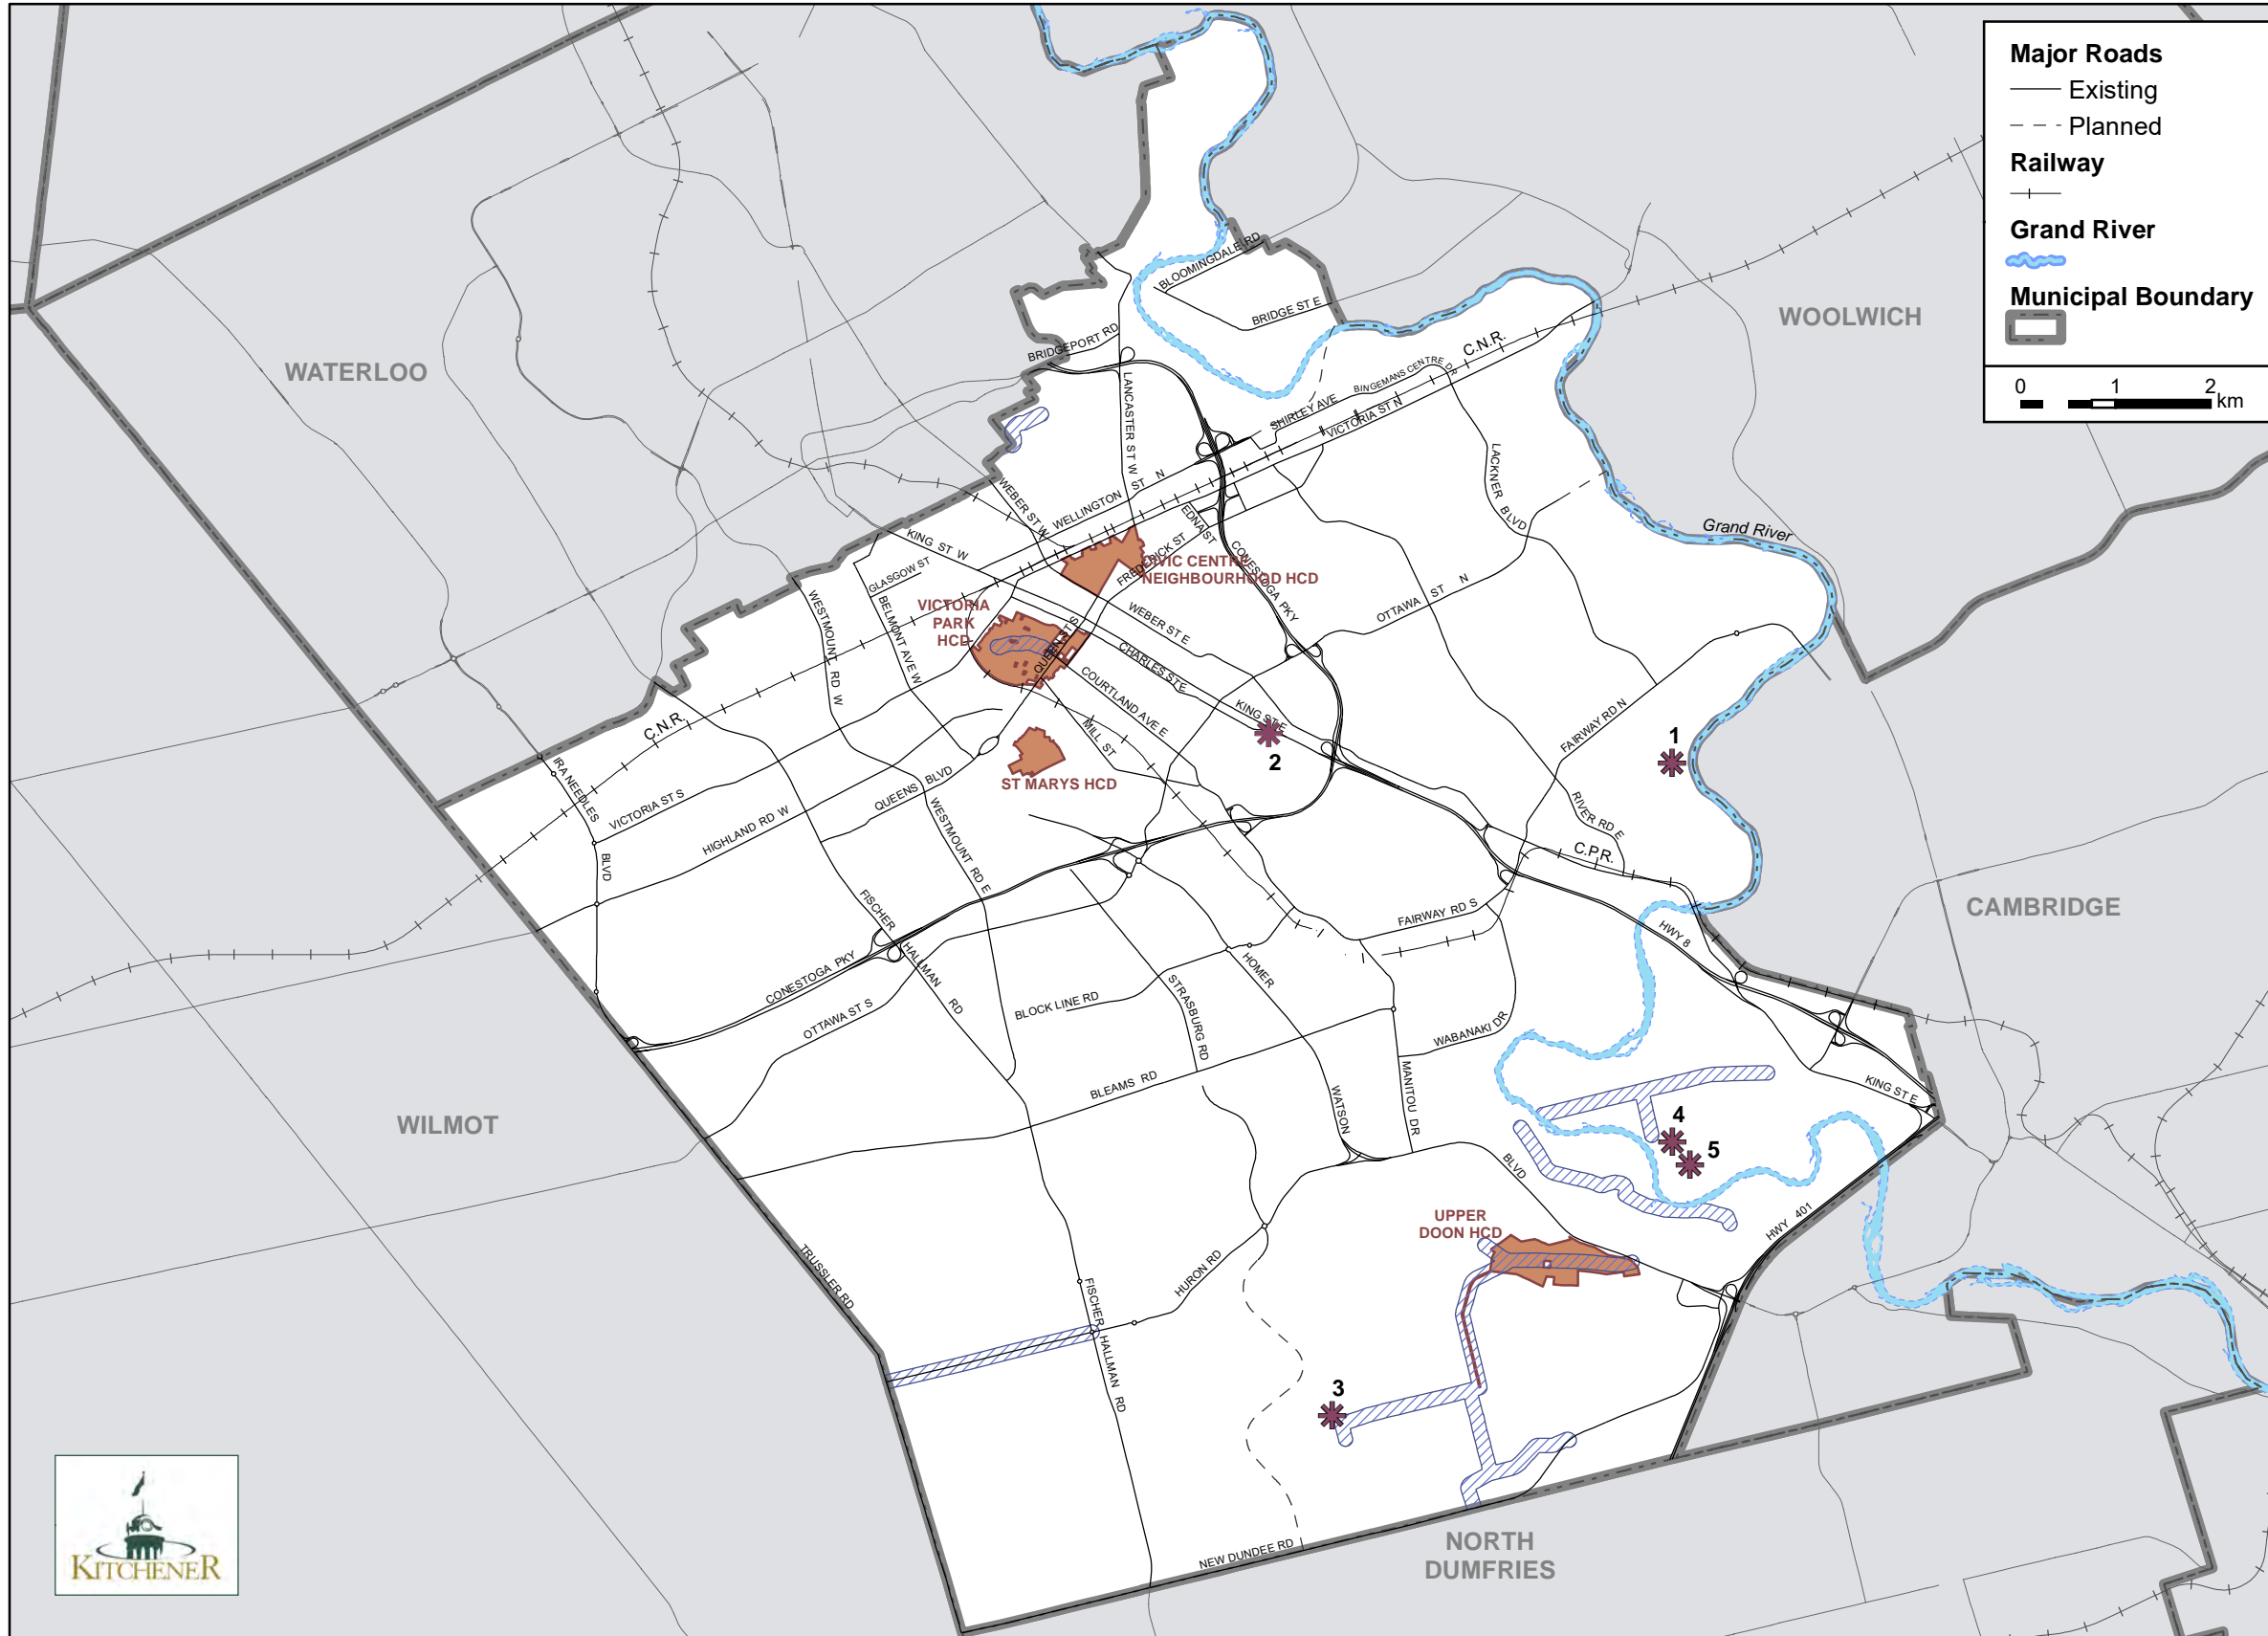 Major Roads
Existing
Planned
Railway
Grand River
Municipal Boundary
0 1 2
km
WATERLOO
WOOLWICH
CAMBRIDGE
WILMOT
NORTH
DUMFRIES
BLOOMINGDALE RD
BRIDGE ST E
BRIDGEPORT RD
LANCASTER ST W
C.N.R.
BINGEMANS CENTRE DR
SHIRLEY AVE
VICTORIA ST N
LACKNER BLVD
WEBER ST W
WELLINGTON ST N
KING ST W
EDNA ST
FREDERICK ST
CONESTOGA PKY
CIVIC CENTRE
NEIGHBOURHOOD HCD
Grand River
GLASGOW ST
BELMONT AVE W
WESTMOUNT RD W
VICTORIA
PARK
HCD
QUEEN ST S
WEBER ST E
OTTAWA ST N
CHARLES ST E
COURTLAND AVE E
KING ST E
MILL ST
2
1
FAIRWAY RD N
RIVER RD E
C.P.R.
ST MARYS HCD
C.N.R.
IRA NEEDLES
BLVD
VICTORIA ST S
HIGHLAND RD W
QUEENS BLVD
WESTMOUNT RD E
FISCHER
HALLMAN
RD
CONESTOGA PKY
OTTAWA ST S
FAIRWAY RD S
HWY 8
BLOCK LINE RD
STRASBURG RD
HOMER
WATSON
BLVD
WABANAKI DR
MANITOU DR
BLEAMS RD
KING ST E
4
5
HWY 401
UPPER
DOON HCD
TRUSSLER RD
HURON RD
FISCHER HALLMAN RD
3
NEW DUNDEE RD
KITCHENER